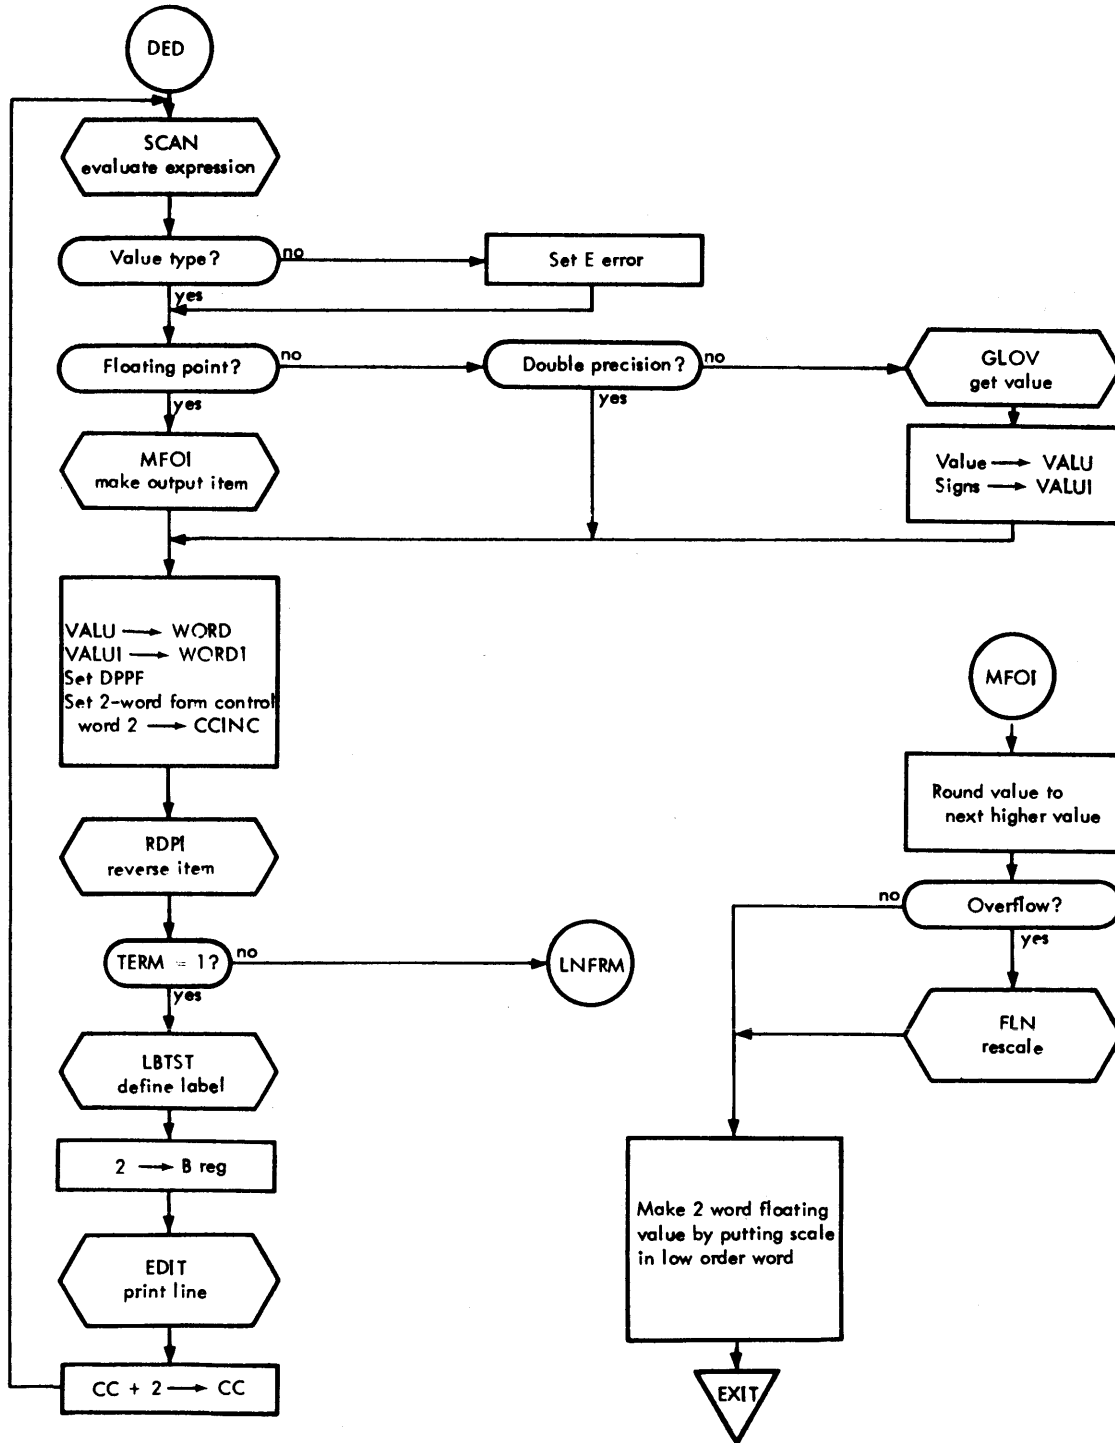 DED
SCAN
evaluate expression
Value type?
no
Set E error
yes
Floating point?
no
Double precision?
no
GLOV
get value
yes
yes
MFOI
make output item
Value → VALU
Signs → VALUI
VALU → WORD
VALUI → WORD1
Set DPPF
Set 2-word form control
word 2 → CCINC
MFOI
Round value to
next higher value
RDPI
reverse item
no
Overflow?
yes
TERM = 1?
no
LNFRM
yes
FLN
rescale
LBTST
define label
2 → B reg
Make 2 word floating
value by putting scale
in low order word
EDIT
print line
CC + 2 → CC
EXIT